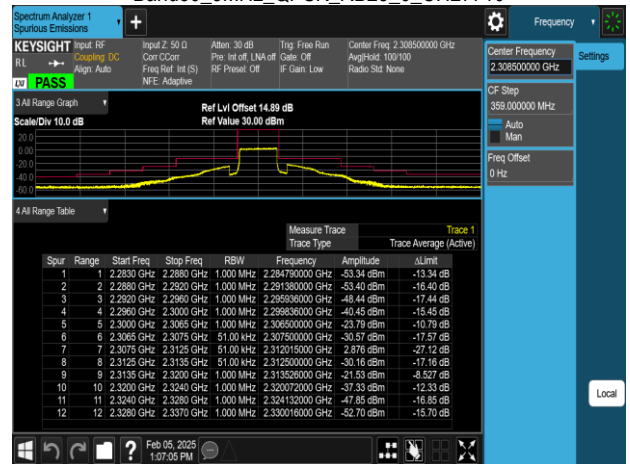 Spectrum Analyzer 1
Spurious Emissions
Frequency
KEYSIGHT
RL
LXI
PASS
Input: RF
Coupling: DC
Align: Auto
Input Z: 50 Ω
Corr CCorr
Freq Ref: Int (S)
NFE: Adaptive
Atten: 30 dB
Pre: Int off, LNA off
RF Preset: Off
Trig: Free Run
Gate: Off
IF Gain: Low
Center Freq: 2.308500000 GHz
Avg|Hold: 100/100
Radio Std: None
Center Frequency
2.308500000 GHz
Settings
CF Step
359.000000 MHz
Auto
Man
Freq Offset
0 Hz
3 All Range Graph
Scale/Div 10.0 dB
Ref Lvl Offset 14.89 dB
Ref Value 30.00 dBm
20.0
0.00
-20.0
-40.0
-60.0
4 All Range Table
Measure Trace Trace 1
Trace Type Trace Average (Active)
Spur Range Start Freq Stop Freq RBW Frequency Amplitude ΔLimit
1 1 2.2830 GHz 2.2880 GHz 1.000 MHz 2.284790000 GHz -53.34 dBm -13.34 dB
2 2 2.2880 GHz 2.2920 GHz 1.000 MHz 2.291380000 GHz -53.40 dBm -16.40 dB
3 3 2.2920 GHz 2.2960 GHz 1.000 MHz 2.295936000 GHz -48.44 dBm -17.44 dB
4 4 2.2960 GHz 2.3000 GHz 1.000 MHz 2.299836000 GHz -40.45 dBm -15.45 dB
5 5 2.3000 GHz 2.3065 GHz 1.000 MHz 2.306500000 GHz -23.79 dBm -10.79 dB
6 6 2.3065 GHz 2.3075 GHz 51.00 kHz 2.307500000 GHz -30.57 dBm -17.57 dB
7 7 2.3075 GHz 2.3125 GHz 51.00 kHz 2.312015000 GHz 2.876 dBm -27.12 dB
8 8 2.3125 GHz 2.3135 GHz 51.00 kHz 2.312500000 GHz -30.16 dBm -17.16 dB
9 9 2.3135 GHz 2.3200 GHz 1.000 MHz 2.313526000 GHz -21.53 dBm -8.527 dB
10 10 2.3200 GHz 2.3240 GHz 1.000 MHz 2.320072000 GHz -37.33 dBm -12.33 dB
11 11 2.3240 GHz 2.3280 GHz 1.000 MHz 2.324132000 GHz -47.85 dBm -16.85 dB
12 12 2.3280 GHz 2.3370 GHz 1.000 MHz 2.330016000 GHz -52.70 dBm -15.70 dB
Local
Feb 05, 2025
1:07:05 PM